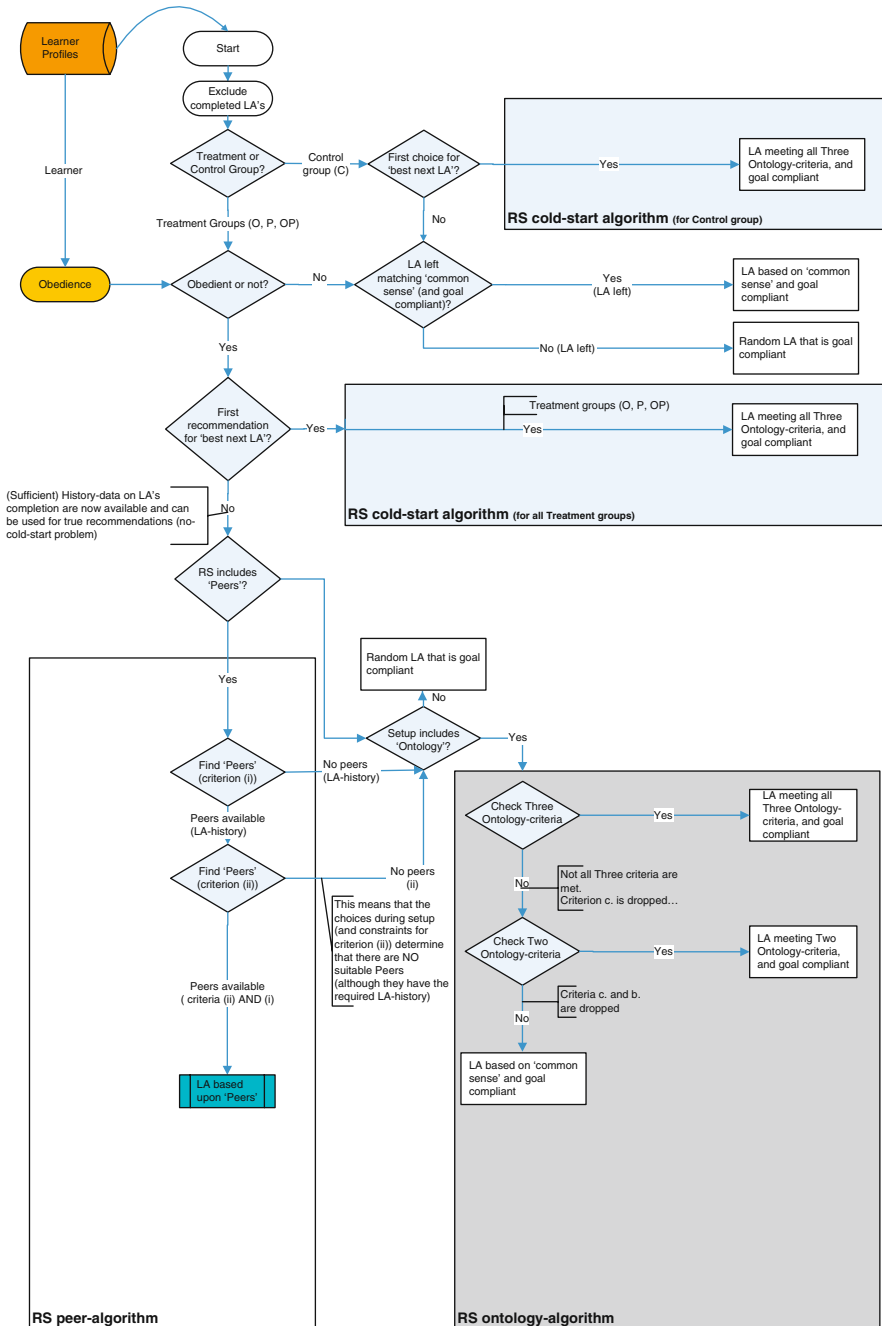 Learner
Profiles
Start
Exclude
completed LA's
Treatment or
Control Group?
Control
group (C)
First choice for
'best next LA'?
Yes
LA meeting all Three
Ontology-criteria, and
goal compliant
RS cold-start algorithm (for Control group)
Learner
Treatment Groups (O, P, OP)
No
Obedience
Obedient or not?
No
LA left
matching 'common
sense' (and goal
compliant)?
Yes
(LA left)
LA based on 'common
sense' and goal
compliant
No (LA left)
Random LA that is goal
compliant
Yes
First
recommendation
for 'best next LA'?
Yes
Treatment groups (O, P, OP)
Yes
LA meeting all Three
Ontology-criteria, and
goal compliant
RS cold-start algorithm (for all Treatment groups)
(Sufficient) History-data on LA's
completion are now available and can
be used for true recommendations (no-
cold-start problem)
No
RS includes
'Peers'?
Yes
Random LA that is goal
compliant
No
Setup includes
'Ontology'?
Yes
Find 'Peers'
(criterion (i))
No peers
(LA-history)
Peers available
(LA-history)
Find 'Peers'
(criterion (ii))
No peers
(ii)
This means that the
choices during setup
(and constraints for
criterion (ii)) determine
that there are NO
suitable Peers
(although they have the
required LA-history)
Peers available
( criteria (ii) AND (i)
LA based
upon 'Peers'
RS peer-algorithm
Check Three
Ontology-criteria
Yes
LA meeting all
Three Ontology-
criteria, and goal
compliant
No
Not all Three criteria are
met.
Criterion c. is dropped…
Check Two
Ontology-criteria
Yes
LA meeting Two
Ontology-criteria,
and goal compliant
Criteria c. and b.
are dropped
No
LA based on 'common
sense' and goal
compliant
RS ontology-algorithm